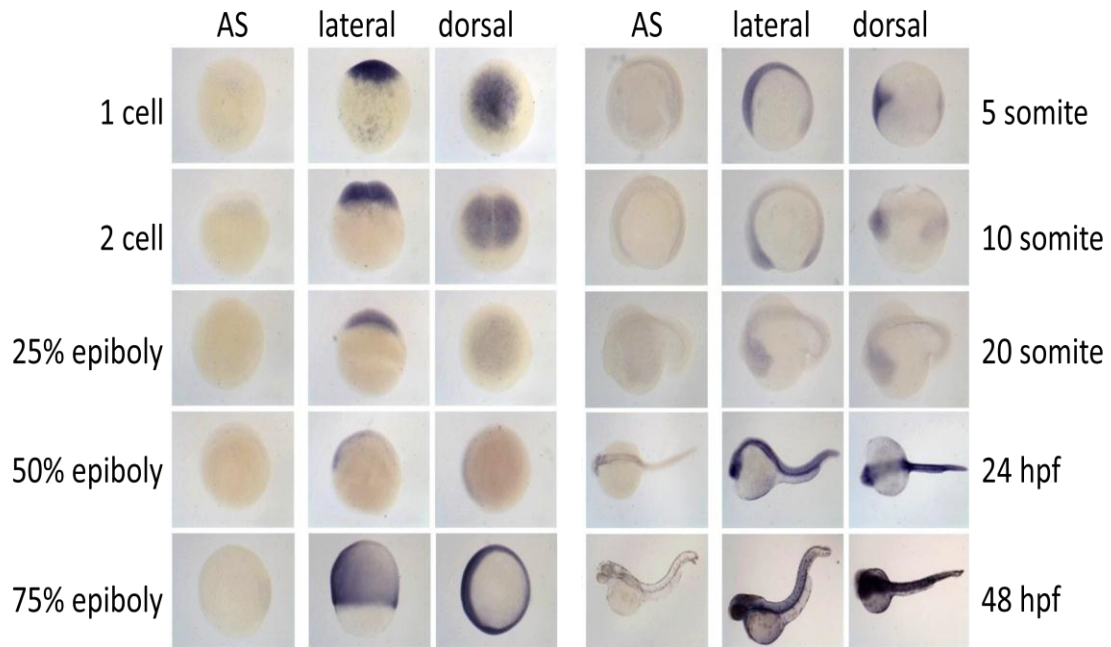 AS lateral dorsal AS lateral dorsal
1 cell 5 somite
2 cell 10 somite
25% epiboly 20 somite
50% epiboly 24 hpf
75% epiboly 48 hpf